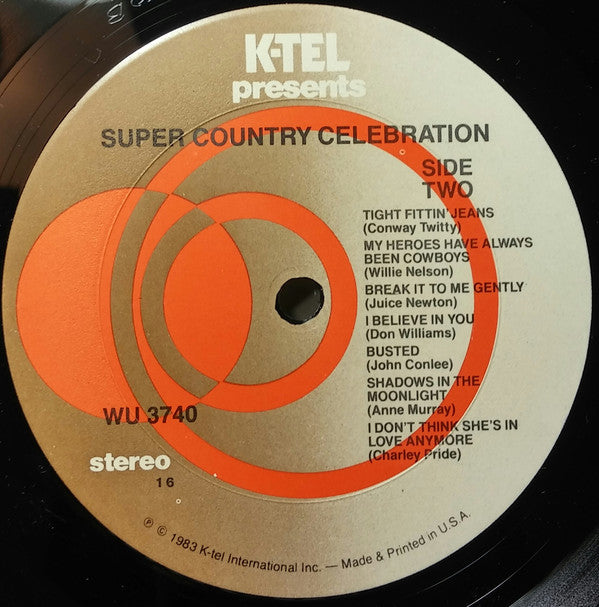 K-TEL
presents
SUPER COUNTRY CELEBRATION
SIDE
TWO
TIGHT FITTIN' JEANS
(Conway Twitty)
MY HEROES HAVE ALWAYS
BEEN COWBOYS
(Willie Nelson)
BREAK IT TO ME GENTLY
(Juice Newton)
I BELIEVE IN YOU
(Don Williams)
BUSTED
(John Conlee)
SHADOWS IN THE
MOONLIGHT
(Anne Murray)
I DON'T THINK SHE'S IN
LOVE ANYMORE
(Charley Pride)
WU 3740
stereo
16
℗ © 1983 K-tel International Inc. — Made & Printed in U.S.A.